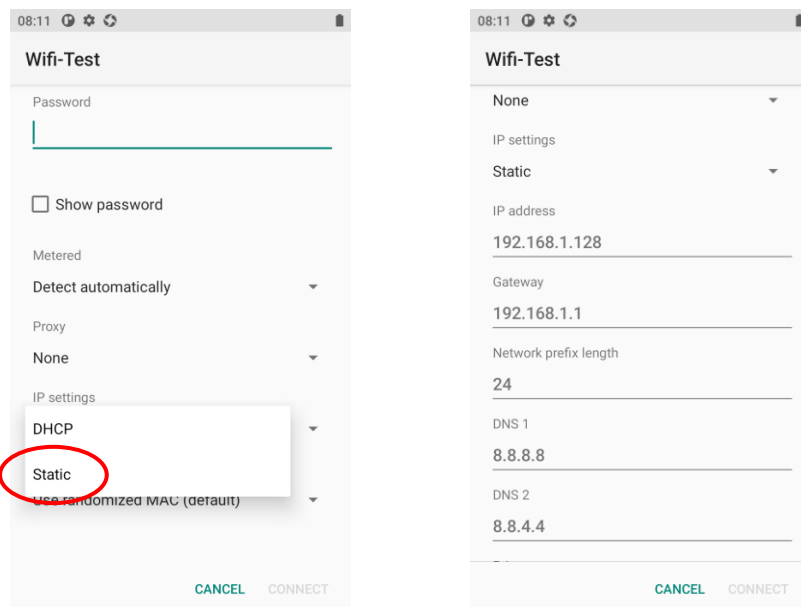 08:11
Wifi-Test
Password
Show password
Metered
Detect automatically
Proxy
None
IP settings
DHCP
Static
Use randomized MAC (default)
CANCEL CONNECT
08:11
Wifi-Test
None
IP settings
Static
IP address
192.168.1.128
Gateway
192.168.1.1
Network prefix length
24
DNS 1
8.8.8.8
DNS 2
8.8.4.4
CANCEL CONNECT